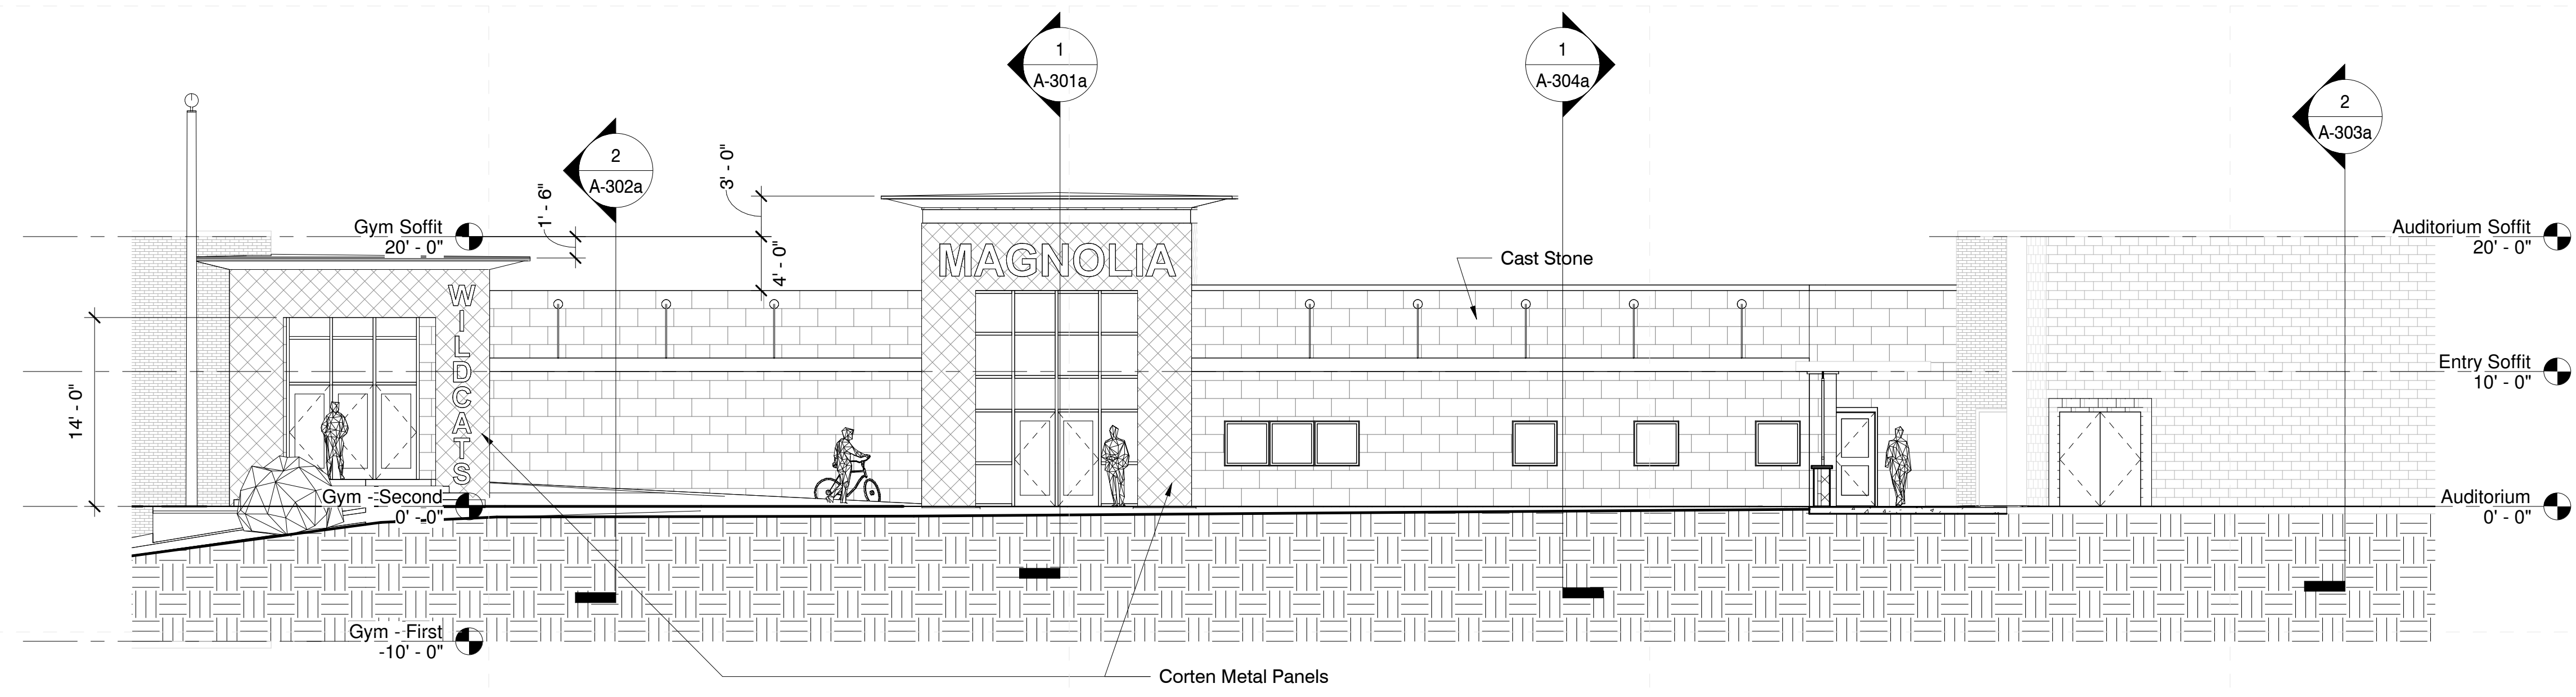 1
A-301a
1
A-304a
2
A-303a
2
A-302a
3' - 0"
1' - 6"
4' - 0"
14' - 0"
Gym Soffit
20' - 0"
Auditorium Soffit
20' - 0"
MAGNOLIA
Cast Stone
WILDCATS
Entry Soffit
10' - 0"
Gym - Second
0' - 0"
Auditorium
0' - 0"
Gym - First
-10' - 0"
Corten Metal Panels